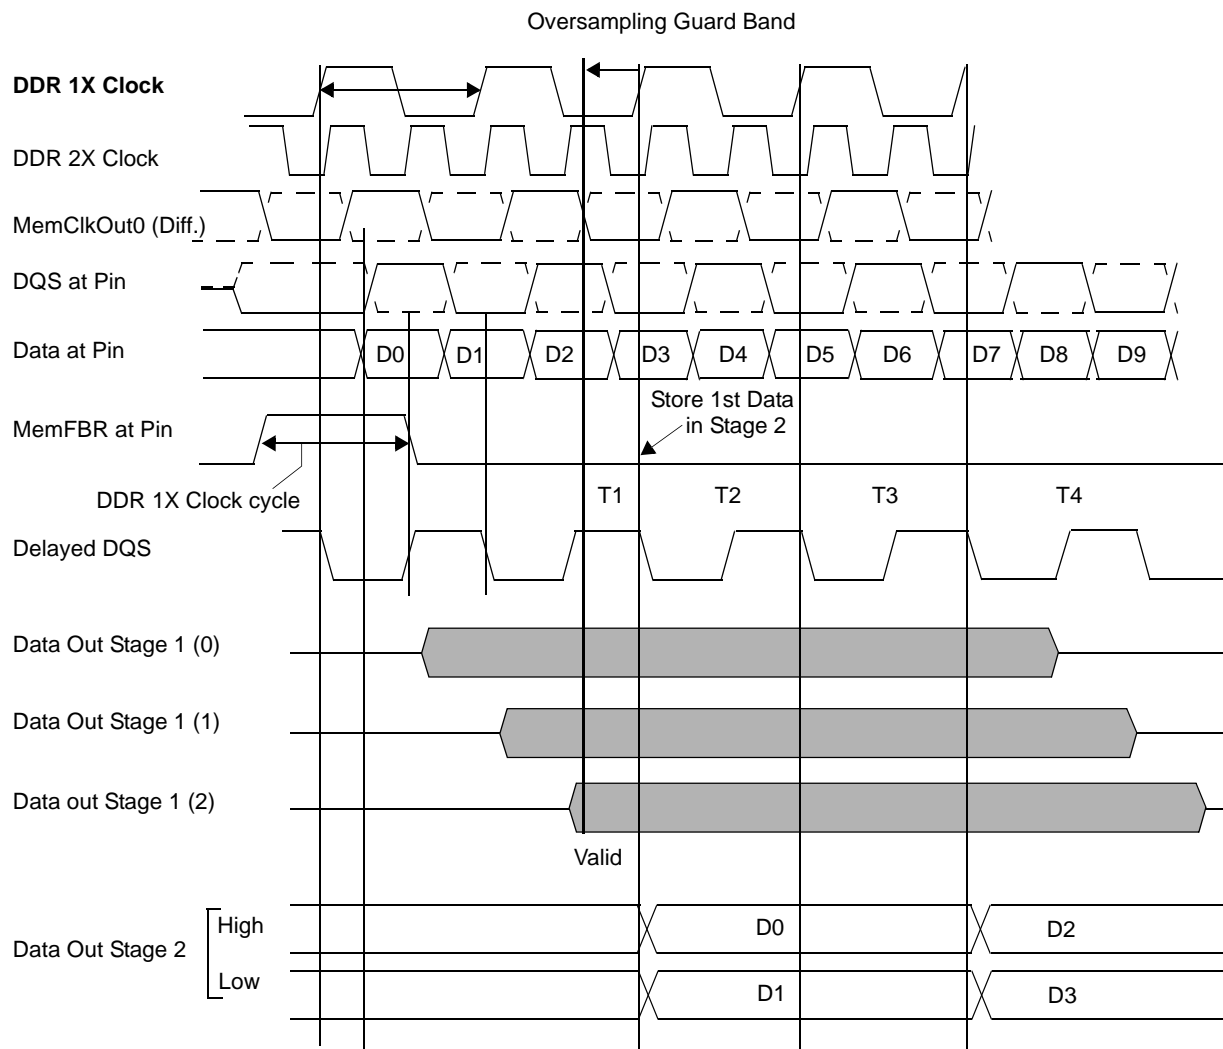 Oversampling Guard Band
DDR 1X Clock
DDR 2X Clock
MemClkOut0 (Diff.)
DQS at Pin
Data at Pin
D0
D1
D2
D3
D4
D5
D6
D7
D8
D9
Store 1st Data
in Stage 2
MemFBR at Pin
DDR 1X Clock cycle
T1
T2
T3
T4
Delayed DQS
Data Out Stage 1 (0)
Data Out Stage 1 (1)
Data out Stage 1 (2)
Valid
Data Out Stage 2
High
D0
D2
Low
D1
D3